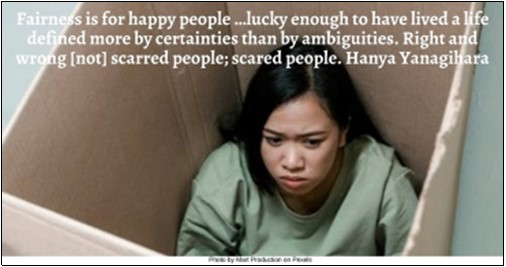 Fairness is for happy people ...lucky enough to have lived a life
defined more by certainties than by ambiguities. Right and
wrong [not] scarred people; scared people. Hanya Yanagihara
Photo by Mart Production on Pexels